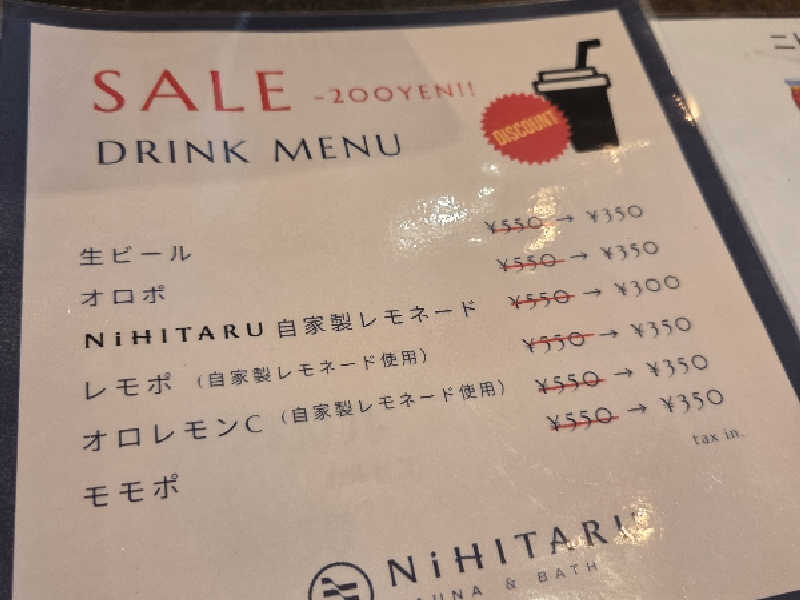 SALE -200YEN!!
DISCOUNT
DRINK MENU
生ビール ¥550 → ¥350
オロポ ¥550 → ¥350
NiHITARU 自家製レモネード ¥550 → ¥300
レモポ (自家製レモネード使用) ¥550 → ¥350
オロレモンC (自家製レモネード使用) ¥550 → ¥350
モモポ ¥550 → ¥350
tax in.
NiHITARU
& BATH